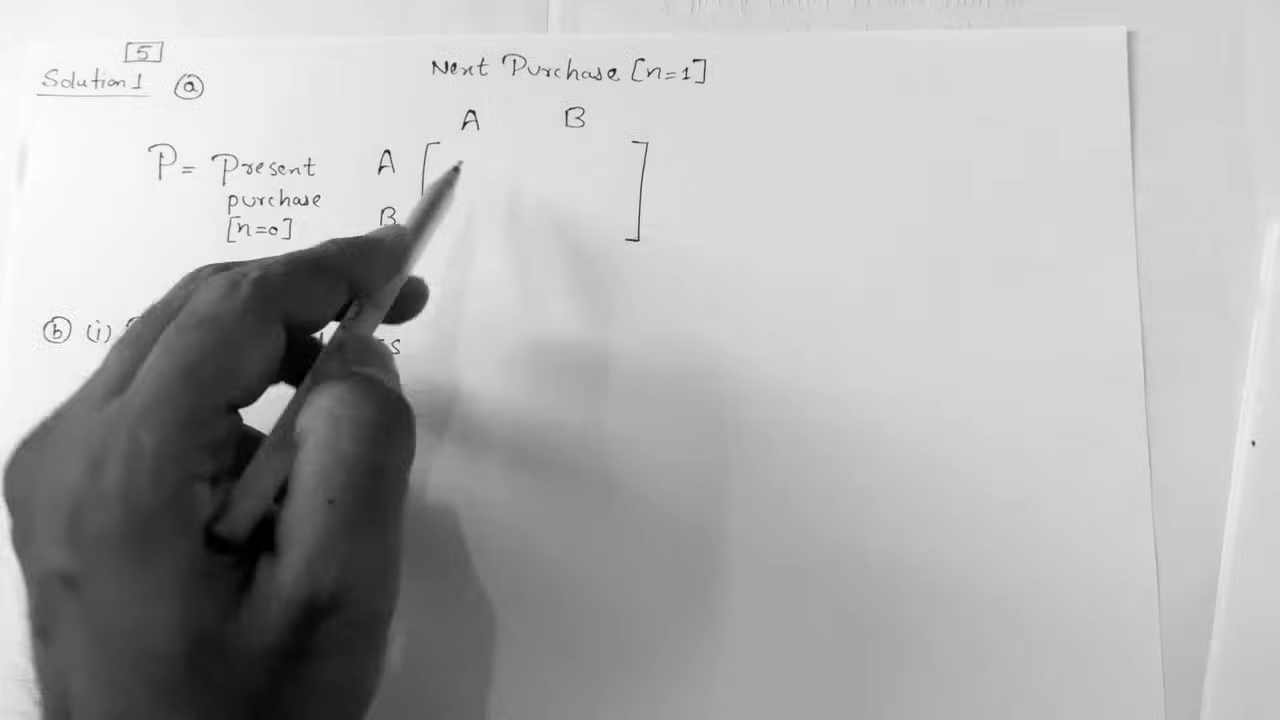 5
Solution 1 (a)
Next Purchase [n=1]
A B
P = Present A
purchase
[n=0] B
(b) (i)